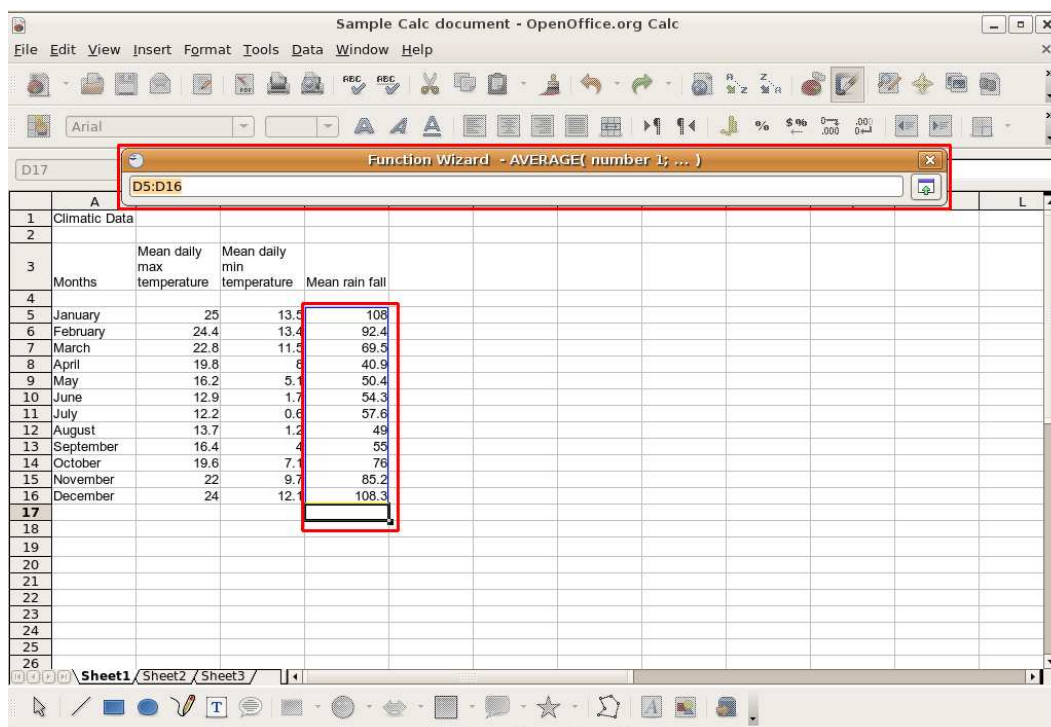 Sample Calc document - OpenOffice.org Calc
File Edit View Insert Format Tools Data Window Help
Arial
D17
Function Wizard - AVERAGE( number 1; ... )
D5:D16
A L
1 Climatic Data
2
3 Months Mean daily max temperature Mean daily min temperature Mean rain fall
4
5 January 25 13.5 108
6 February 24.4 13.4 92.4
7 March 22.8 11.5 69.5
8 April 19.8 8 40.9
9 May 16.2 5.1 50.4
10 June 12.9 1.7 54.3
11 July 12.2 0.6 57.6
12 August 13.7 1.2 49
13 September 16.4 4 55
14 October 19.6 7.1 76
15 November 22 9.7 85.2
16 December 24 12.1 108.3
17
18
19
20
21
22
23
24
25
26
Sheet1 Sheet2 Sheet3